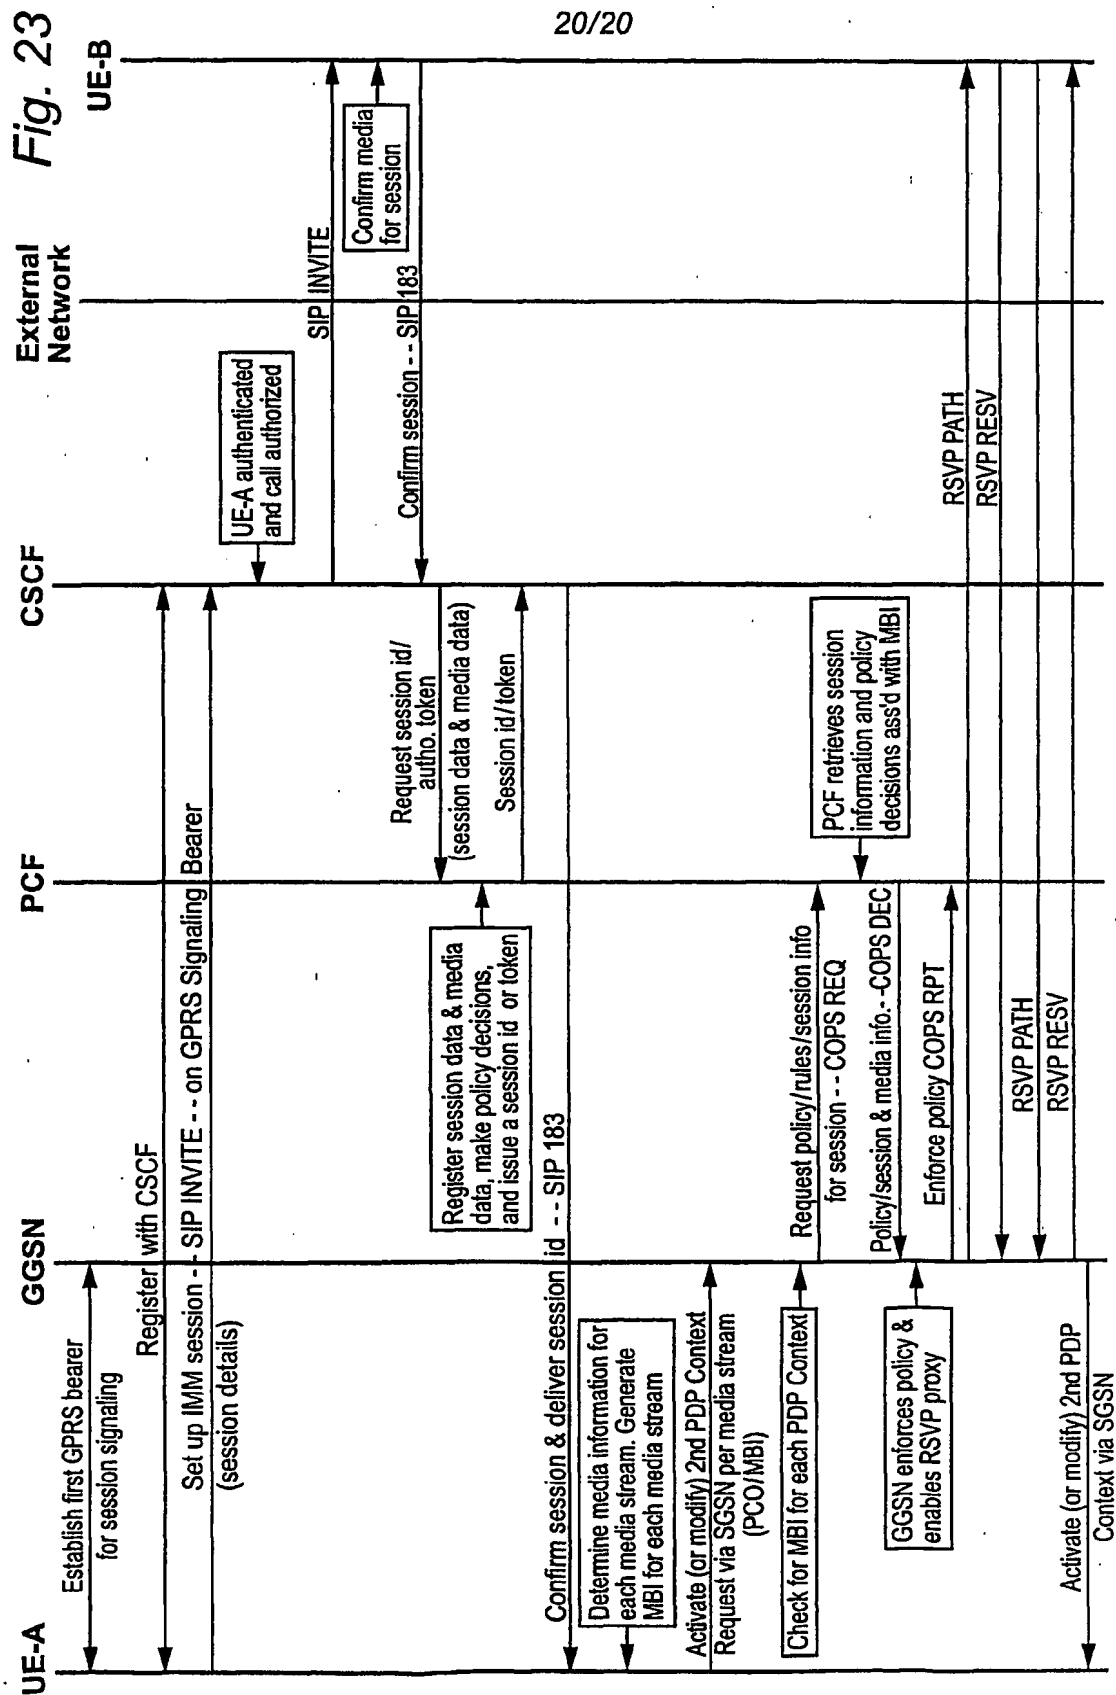 20/20
Fig. 23
UE-A
GGSN
PCF
CSCF
External
Network
UE-B
Establish first GPRS bearer
for session signaling
Register with CSCF
Set up IMM session - - SIP INVITE - - on GPRS Signaling Bearer
(session details)
UE-A authenticated
and call authorized
SIP INVITE
Confirm media
for session
Confirm session - - SIP 183
Request session id/
autho. token
(session data & media data)
Register session data & media
data, make policy decisions,
and issue a session id or token
Session id/token
Confirm session & deliver session id - - SIP 183
Determine media information for
each media stream. Generate
MBI for each media stream
Activate (or modify) 2nd PDP Context
Request via SGSN per media stream
(PCO/MBI)
Check for MBI for each PDP Context
Request policy/rules/session info
for session - - COPS REQ
PCF retrieves session
information and policy
decisions ass'd with MBI
Policy/session & media info.- -COPS DEC
GGSN enforces policy &
enables RSVP proxy
Enforce policy COPS RPT
RSVP PATH
RSVP RESV
RSVP PATH
RSVP RESV
Activate (or modify) 2nd PDP
Context via SGSN